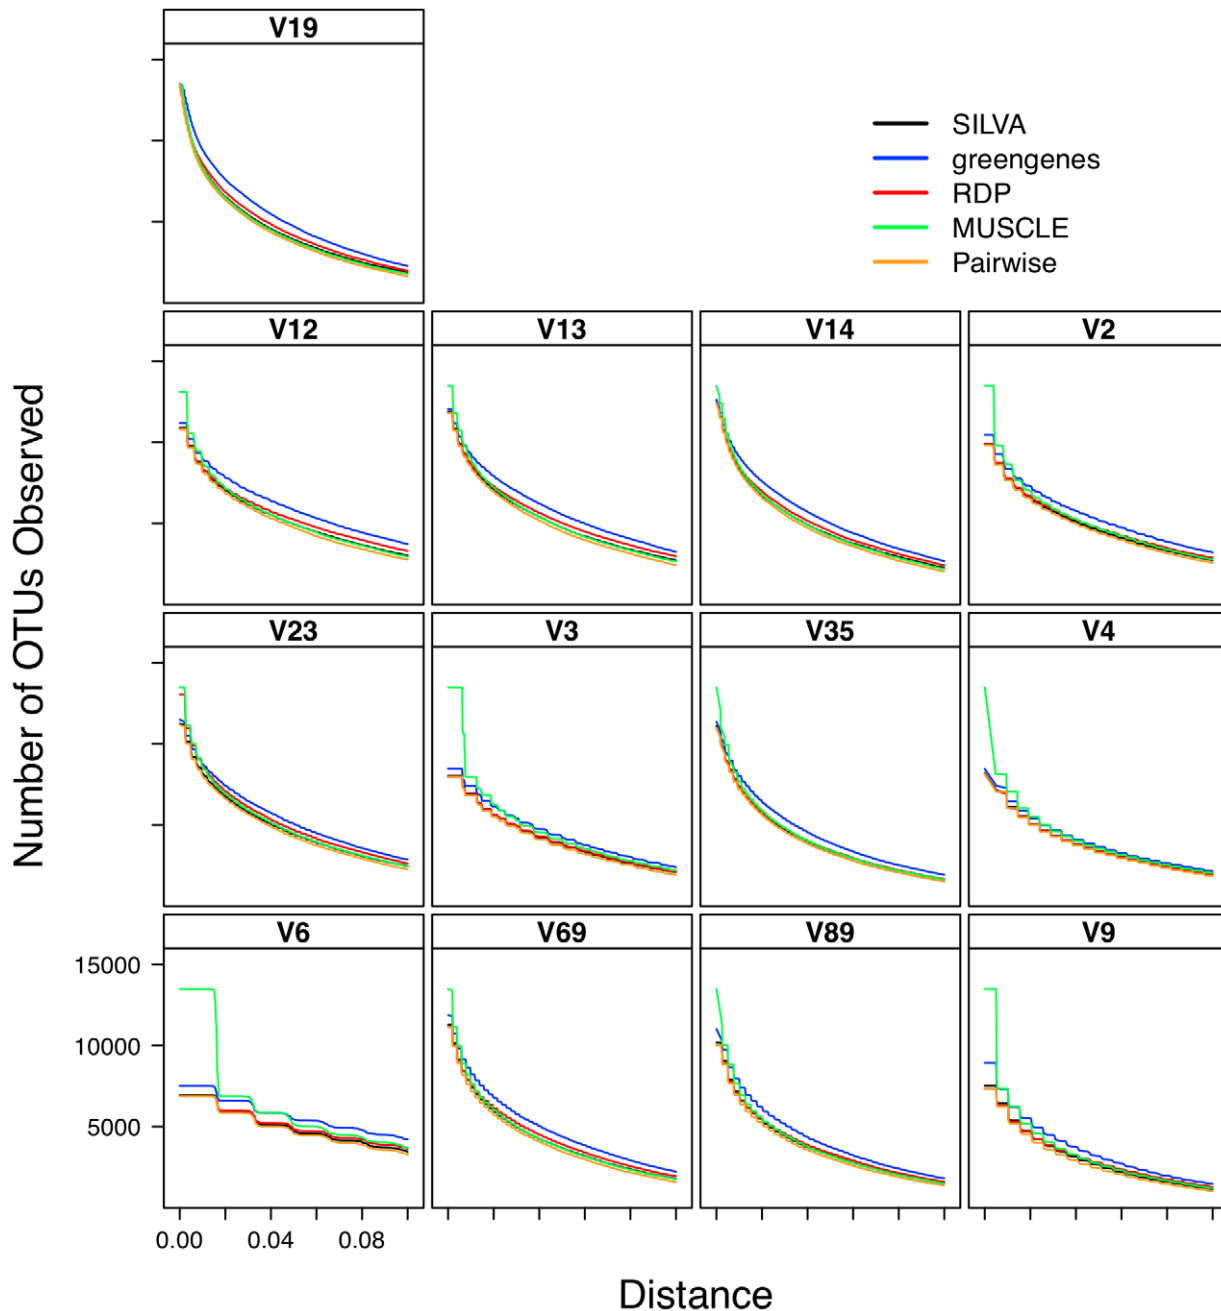 V19
SILVA
greengenes
RDP
MUSCLE
Pairwise
V12 V13 V14 V2
V23 V3 V35 V4
V6 V69 V89 V9
15000
10000
5000
0.00 0.04 0.08
Number of OTUs Observed
Distance